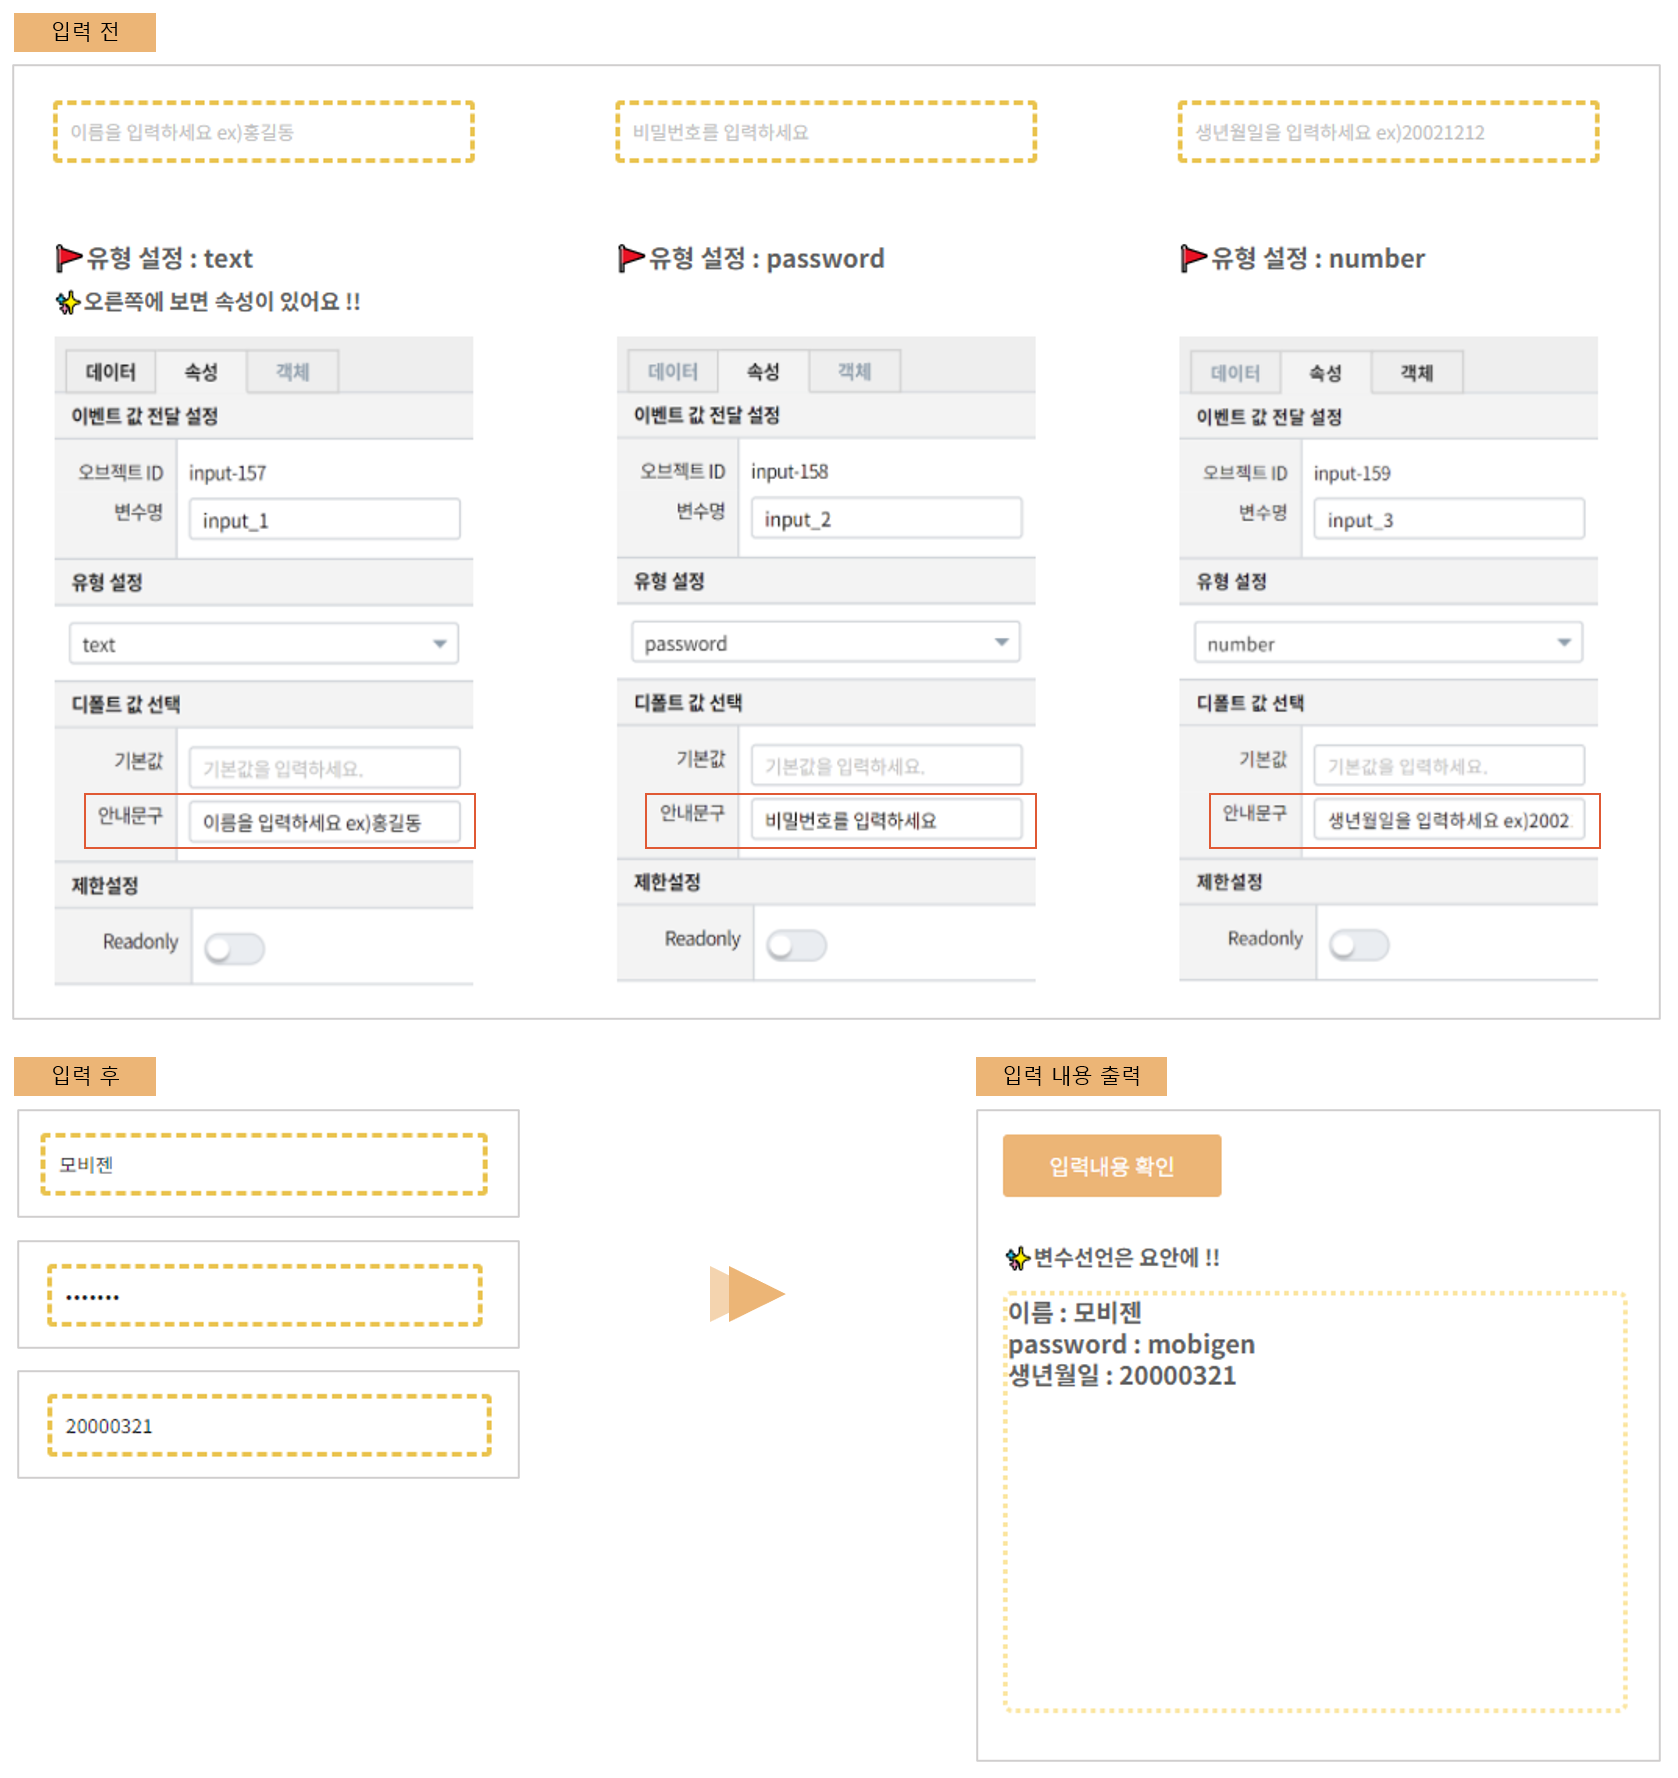 입력 전
이름을 입력하세요 ex)홍길동
비밀번호를 입력하세요
생년월일을 입력하세요 ex)20021212
유형 설정 : text
오른쪽에 보면 속성이 있어요 !!
데이터 속성 객체
이벤트 값 전달 설정
오브젝트 ID input-157
변수명 input_1
유형 설정
text
디폴트 값 선택
기본값 기본값을 입력하세요.
안내문구 이름을 입력하세요 ex)홍길동
제한설정
Readonly
유형 설정 : password
데이터 속성 객체
이벤트 값 전달 설정
오브젝트 ID input-158
변수명 input_2
유형 설정
password
디폴트 값 선택
기본값 기본값을 입력하세요.
안내문구 비밀번호를 입력하세요
제한설정
Readonly
유형 설정 : number
데이터 속성 객체
이벤트 값 전달 설정
오브젝트 ID input-159
변수명 input_3
유형 설정
number
디폴트 값 선택
기본값 기본값을 입력하세요.
안내문구 생년월일을 입력하세요 ex)2002
제한설정
Readonly
입력 후
모비젠
•••••••
20000321
입력 내용 출력
입력내용 확인
변수선언은 요안에 !!
이름 : 모비젠
password : mobigen
생년월일 : 20000321